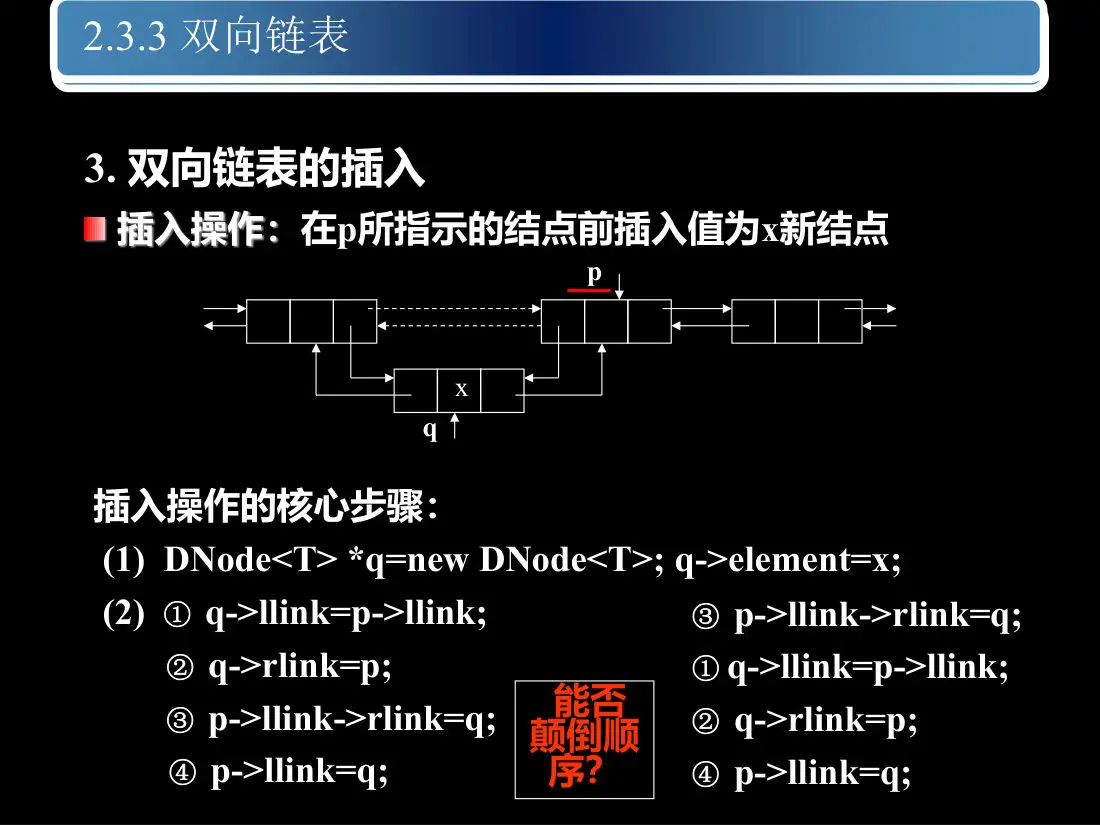 2.3.3 双向链表
3. 双向链表的插入
插入操作：在p所指示的结点前插入值为x新结点
p
x
q
插入操作的核心步骤：
(1) DNode<T> *q=new DNode<T>; q->element=x;
(2) ① q->llink=p->llink;
② q->rlink=p;
③ p->llink->rlink=q;
④ p->llink=q;
能否
颠倒顺
序？
③ p->llink->rlink=q;
① q->llink=p->llink;
② q->rlink=p;
④ p->llink=q;